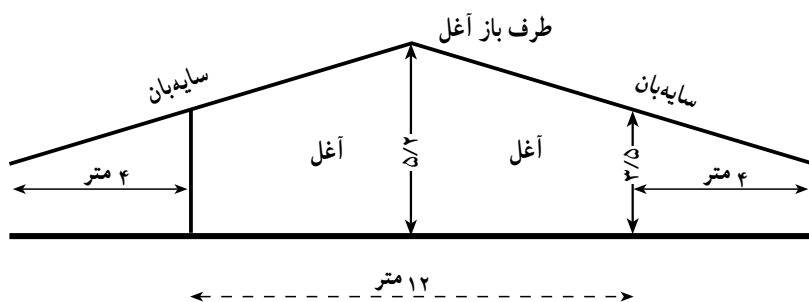 طرف باز آغل
سایه‌بان
سایه‌بان
آغل
۵/۲
آغل
۳/۵
۴ متر
۴ متر
۱۲ متر